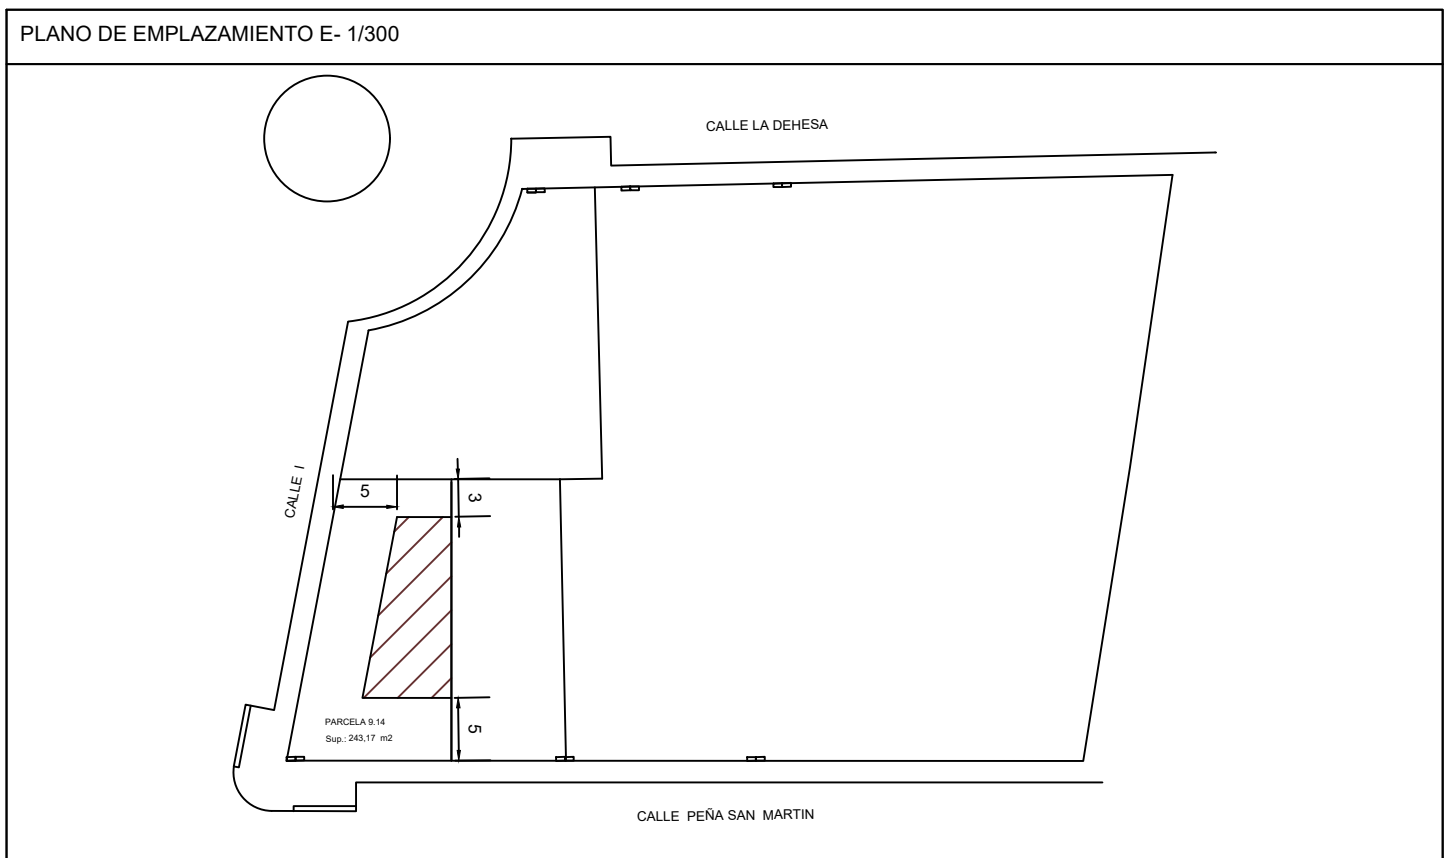 PLANO DE EMPLAZAMIENTO E- 1/300
CALLE LA DEHESA
CALLE I
5
3
PARCELA 9.14
Sup.: 243,17 m2
5
CALLE PEÑA SAN MARTIN